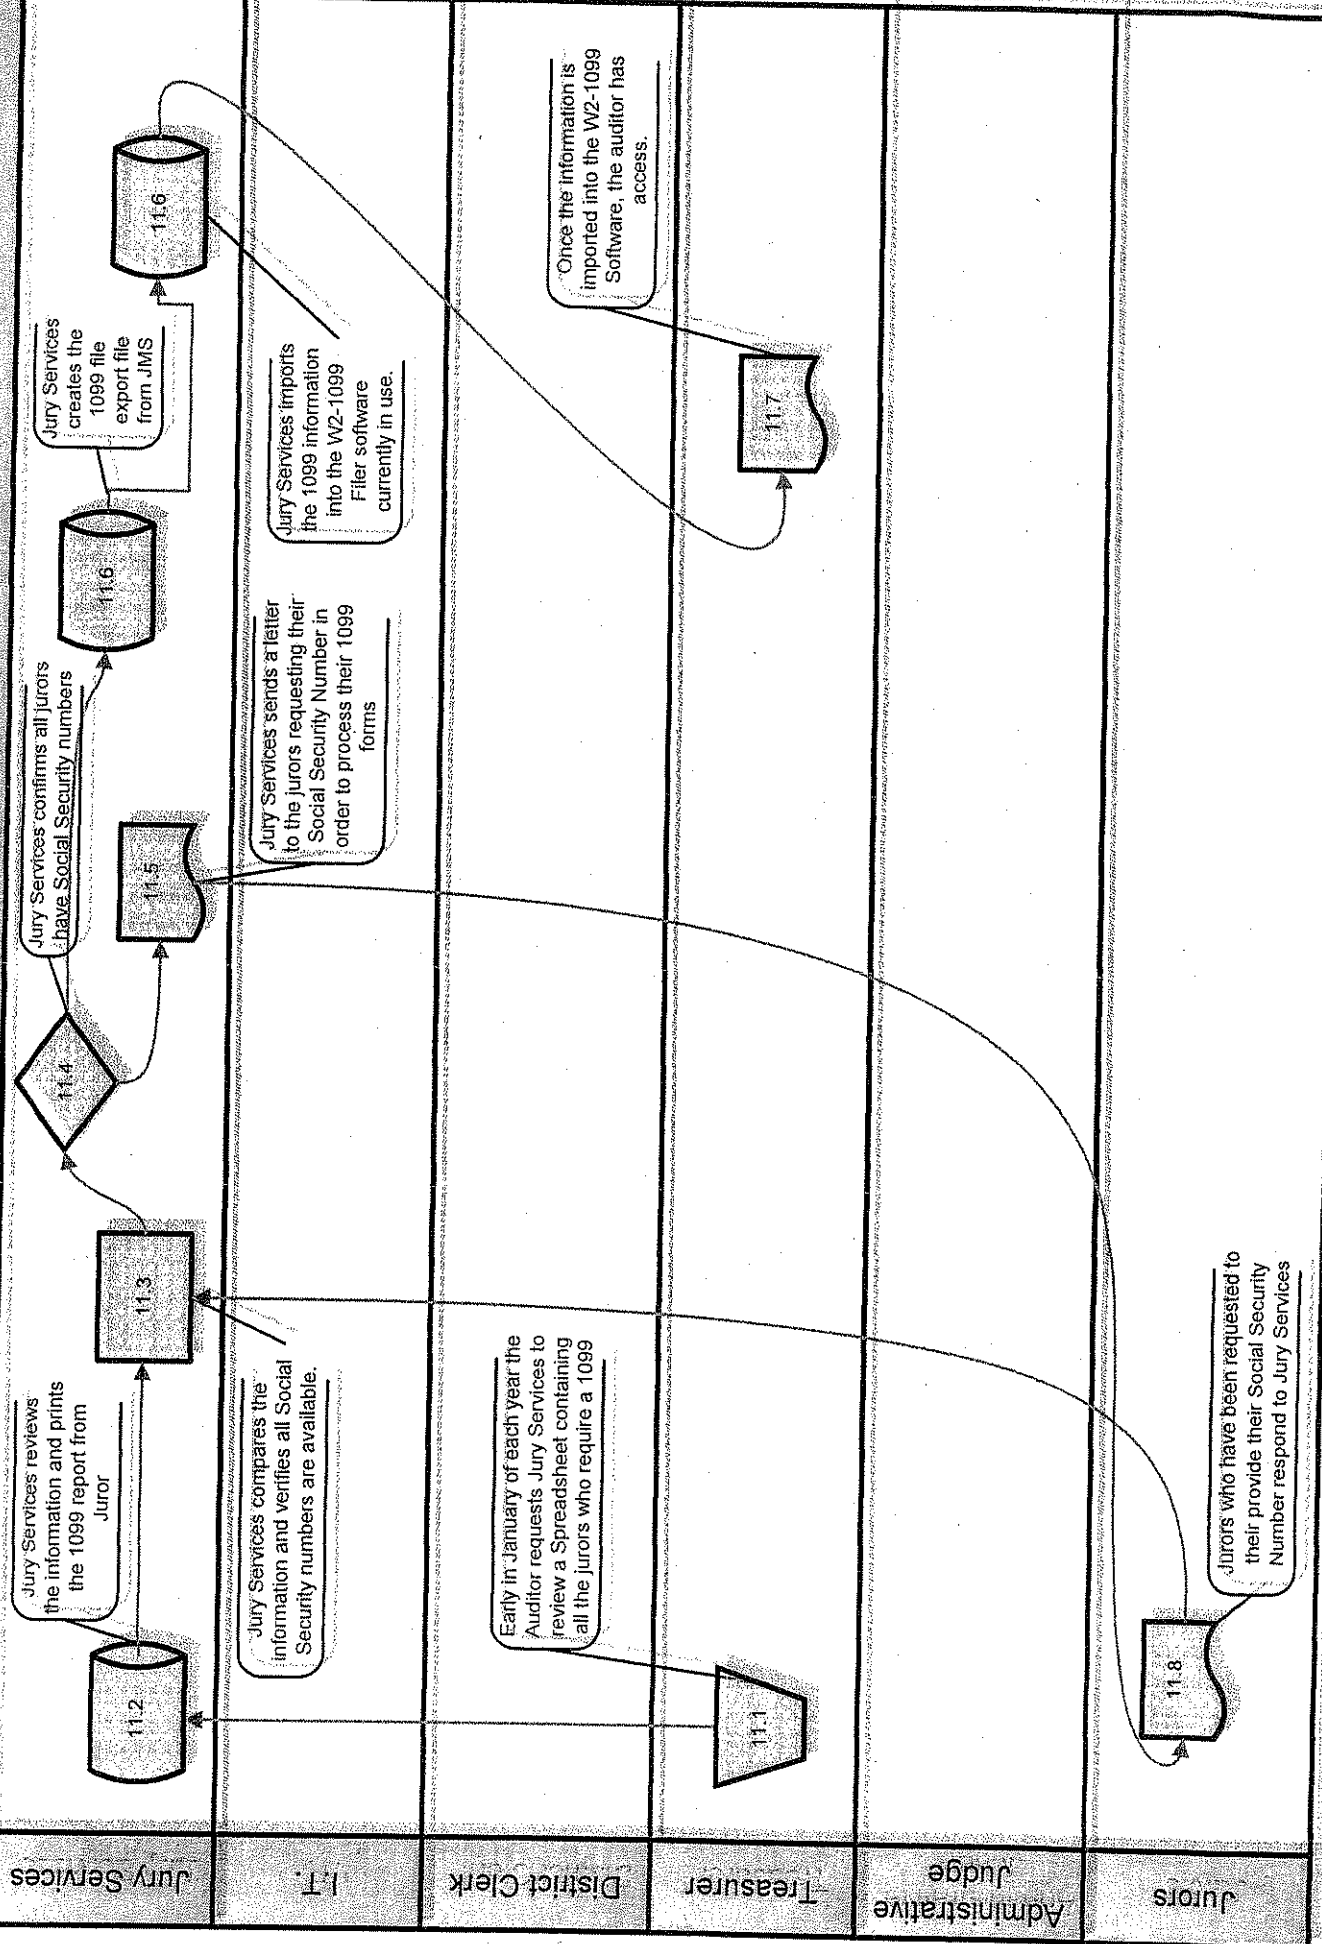 Jury Services
I.T.
District Clerk
Treasurer
Administrative
Judge
Jurors
Jury Services reviews
the information and prints
the 1099 report from
Juror
11.2
11.3
Jury Services compares the
information and verifies all Social
Security numbers are available.
11.4
Jury Services confirms all jurors
have Social Security numbers
11.5
Jury Services sends a letter
to the jurors requesting their
Social Security Number in
order to process their 1099
forms
11.6
Jury Services
creates the
1099 file
export file
from JMS
11.6
Jury Services imports
the 1099 information
into the W2-1099
Filer software
currently in use.
Early in January of each year the
Auditor requests Jury Services to
review a Spreadsheet containing
all the jurors who require a 1099
11.1
Once the information is
imported into the W2-1099
Software, the auditor has
access.
11.7
11.8
Jurors who have been requested to
their provide their Social Security
Number respond to Jury Services